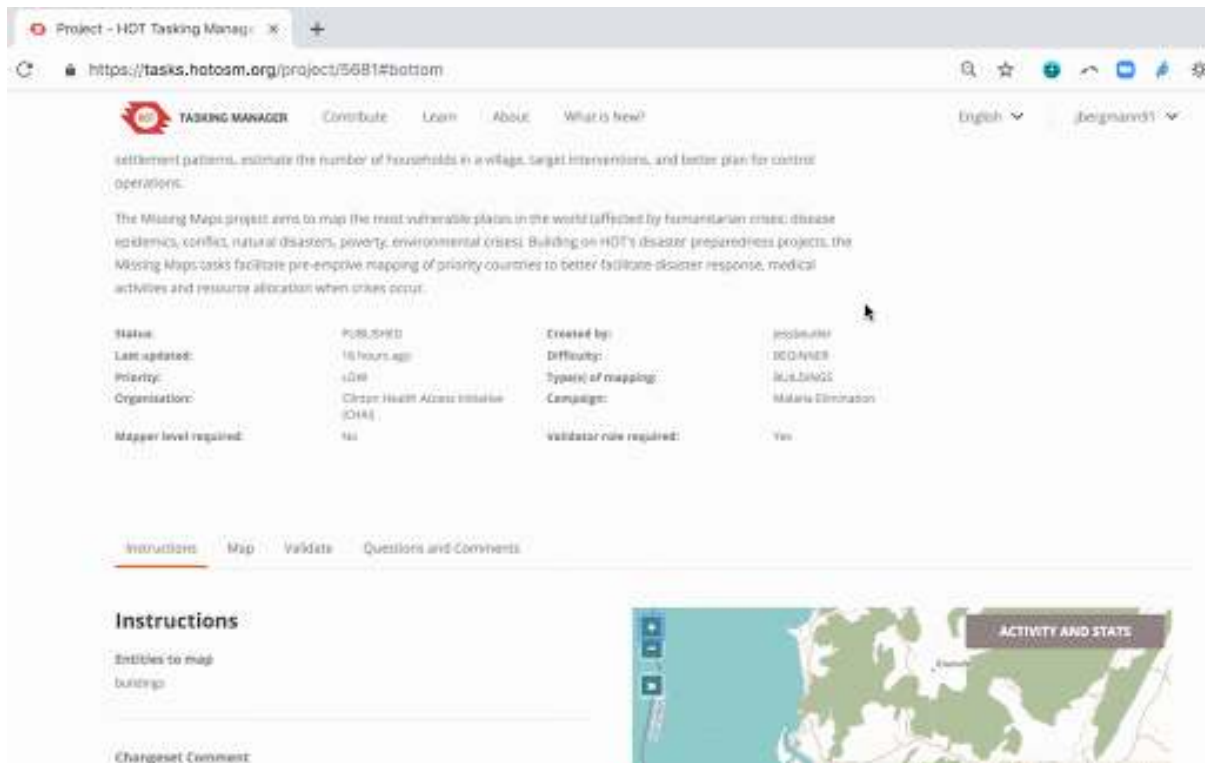 Project - HOT Tasking Manag
https://tasks.hotosm.org/project/5681#bottom
HOT TASKING MANAGER Contribute Learn About What is New? English
settlement patterns, estimate the number of households in a village, target interventions, and better plan for control
operations.
The Missing Maps project aims to map the most vulnerable places in the world (affected by humanitarian crises: disease
epidemics, conflict, natural disasters, poverty, environmental crises). Building on HOT's disaster preparedness projects, the
Missing Maps tasks facilitate pre-emptive mapping of priority countries to better facilitate disaster response, medical
activities and resource allocation when crises occur.
Status: PUBLISHED Created by:
Last updated: 16 hours ago Difficulty: BEGINNER
Priority: LOW Type(s) of mapping: BUILDINGS
Organisation: Clinton Health Access Initiative Campaign: Malaria Elimination
(CHAI)
Mapper level required: No Validator role required: Yes
Instructions Map Validate Questions and Comments
Instructions
ACTIVITY AND STATS
Entities to map
buildings
Changeset Comment